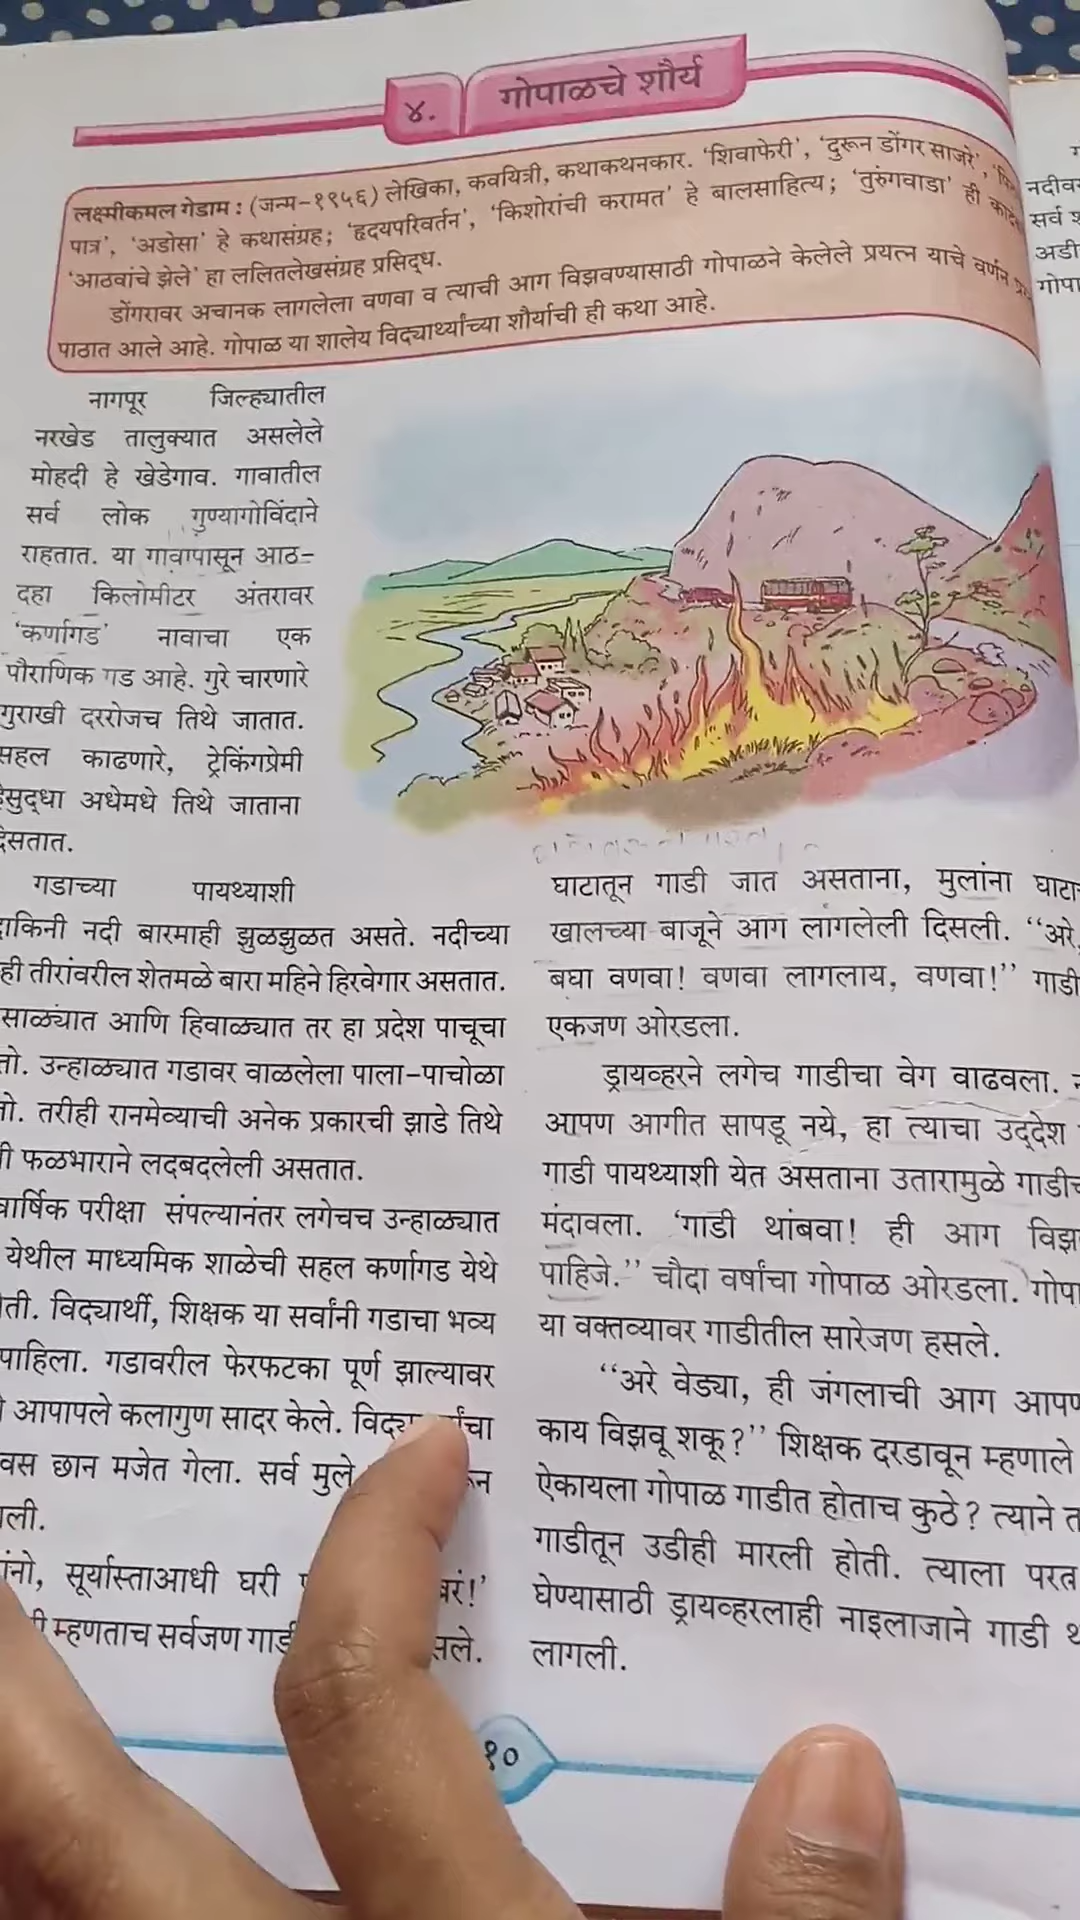 ४.
गोपाळचे शौर्य
लक्ष्मीकमल गेडाम : (जन्म-१९५६) लेखिका, कवयित्री, कथाकथनकार. ‘शिवाफेरी’, ‘दुरून डोंगर साजरे’,
पात्र’, ‘अडोसा’ हे कथासंग्रह; ‘हृदयपरिवर्तन’, ‘किशोरांची करामत’ हे बालसाहित्य; ‘तुरुंगवाडा’ ही
‘आठवांचे झेले’ हा ललितलेखसंग्रह प्रसिद्ध.
डोंगरावर अचानक लागलेला वणवा व त्याची आग विझवण्यासाठी गोपाळने केलेले प्रयत्न याचे वर्णन
पाठात आले आहे. गोपाळ या शालेय विद्यार्थ्याच्या शौर्याची ही कथा आहे.
नागपूर जिल्ह्यातील
नरखेड तालुक्यात असलेले
मोहदी हे खेडेगाव. गावातील
सर्व लोक गुण्यागोविंदाने
राहतात. या गावापासून आठ-
दहा किलोमीटर अंतरावर
‘कर्णागड’ नावाचा एक
पौराणिक गड आहे. गुरे चारणारे
गुराखी दररोजच तिथे जातात.
सहल काढणारे, ट्रेकिंगप्रेमी
सुद्धा अधेमधे तिथे जाताना
दिसतात.
गडाच्या पायथ्याशी
नदी बारमाही झुळझुळत असते. नदीच्या
ही तीरांवरील शेतमळे बारा महिने हिरवेगार असतात.
आणि हिवाळ्यात तर हा प्रदेश पाचूचा
उन्हाळ्यात गडावर वाळलेला पाला-पाचोळा
तरीही रानमेव्याची अनेक प्रकारची झाडे तिथे
फळभाराने लदबदलेली असतात.
वार्षिक परीक्षा संपल्यानंतर लगेचच उन्हाळ्यात
येथील माध्यमिक शाळेची सहल कर्णागड येथे
विद्यार्थी, शिक्षक या सर्वांनी गडाचा भव्य
पाहिला. गडावरील फेरफटका पूर्ण झाल्यावर
आपापले कलागुण सादर केले.
छान मजेत गेला. सर्व मुले
सूर्यास्ताआधी घरी
म्हणताच सर्वजण
घाटातून गाडी जात असताना, मुलांना
खालच्या बाजूने आग लागलेली दिसली. “अरे,
बघा वणवा! वणवा लागलाय, वणवा!” गाडी
एकजण ओरडला.
ड्रायव्हरने लगेच गाडीचा वेग वाढवला.
आपण आगीत सापडू नये, हा त्याचा उद्देश
गाडी पायथ्याशी येत असताना उतारामुळे
मंदावला. ‘गाडी थांबवा! ही आग
पाहिजे.” चौदा वर्षांचा गोपाळ ओरडला.
या वक्तव्यावर गाडीतील सारेजण हसले.
“अरे वेड्या, ही जंगलाची आग
काय विझवू शकू?” शिक्षक दरडावून म्हणाले
ऐकायला गोपाळ गाडीत होताच कुठे? त्याने
गाडीतून उडीही मारली होती. त्याला परत
घेण्यासाठी ड्रायव्हरलाही नाइलाजाने गाडी
लागली.
१०
नदीवर
सर्व